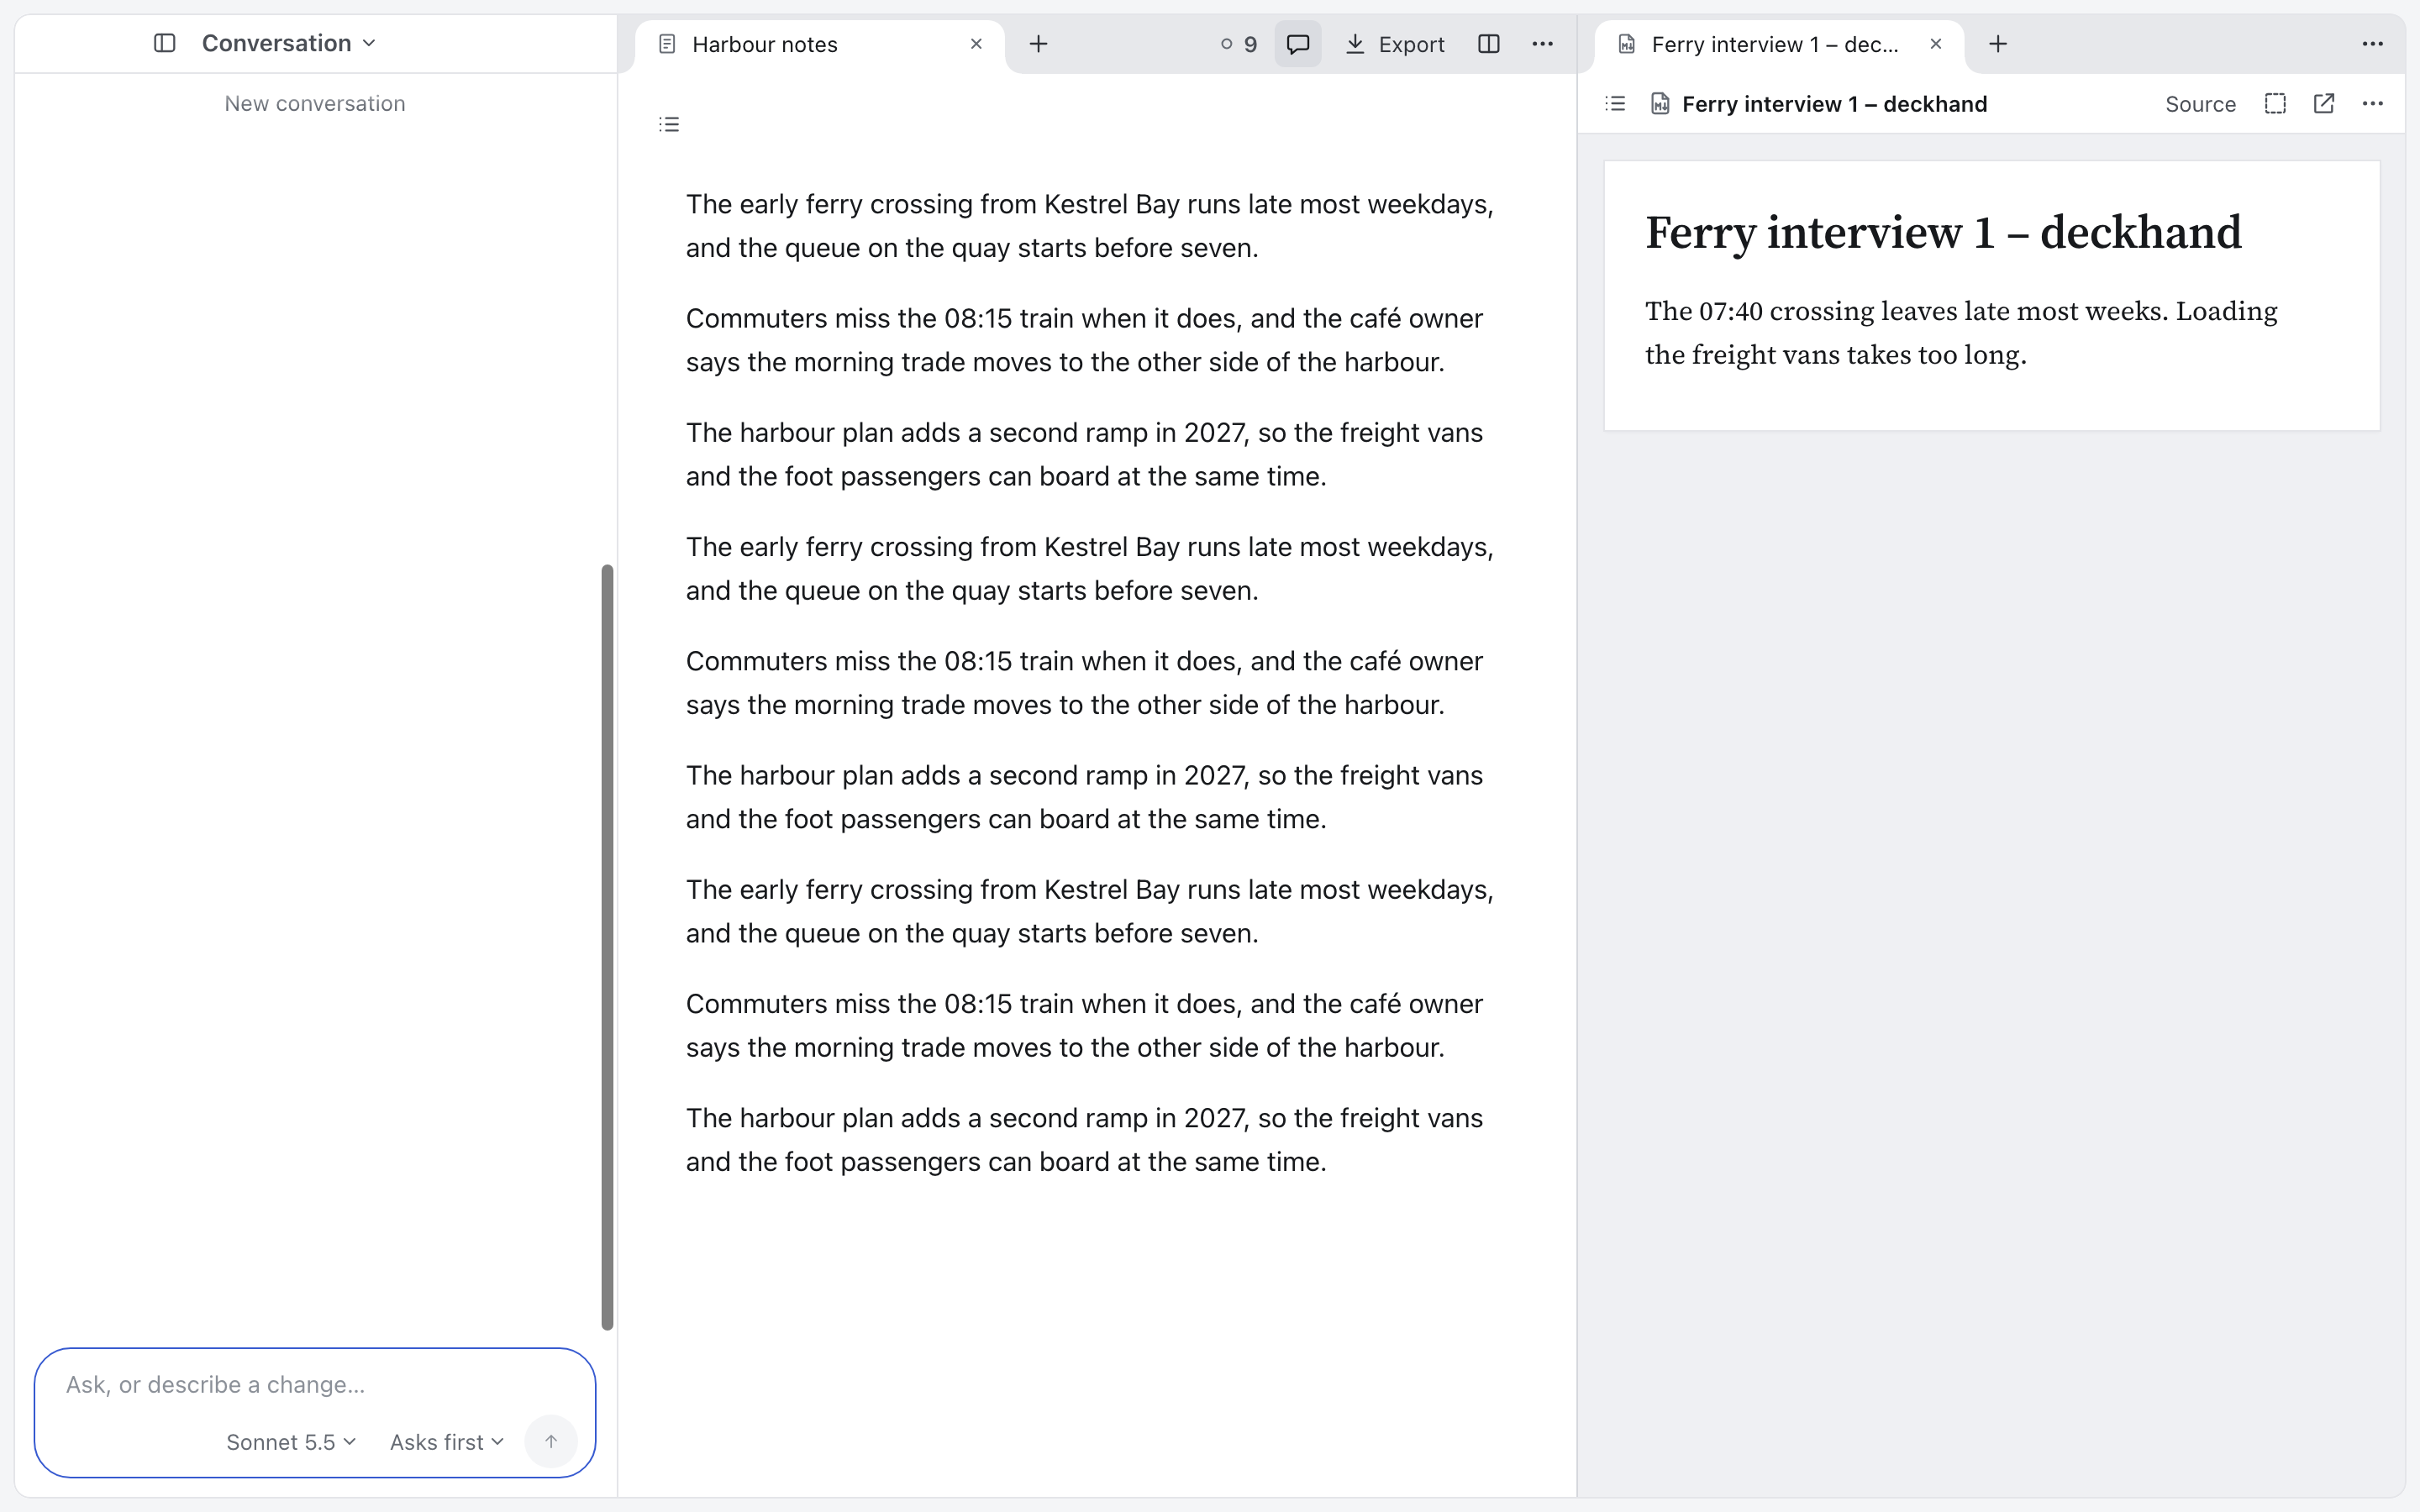 Conversation
New conversation
Ask, or describe a change...
Sonnet 5.5
Asks first
Harbour notes
9
Export
The early ferry crossing from Kestrel Bay runs late most weekdays,
and the queue on the quay starts before seven.
Commuters miss the 08:15 train when it does, and the café owner
says the morning trade moves to the other side of the harbour.
The harbour plan adds a second ramp in 2027, so the freight vans
and the foot passengers can board at the same time.
The early ferry crossing from Kestrel Bay runs late most weekdays,
and the queue on the quay starts before seven.
Commuters miss the 08:15 train when it does, and the café owner
says the morning trade moves to the other side of the harbour.
The harbour plan adds a second ramp in 2027, so the freight vans
and the foot passengers can board at the same time.
The early ferry crossing from Kestrel Bay runs late most weekdays,
and the queue on the quay starts before seven.
Commuters miss the 08:15 train when it does, and the café owner
says the morning trade moves to the other side of the harbour.
The harbour plan adds a second ramp in 2027, so the freight vans
and the foot passengers can board at the same time.
Ferry interview 1 – dec...
Ferry interview 1 – deckhand
Source
Ferry interview 1 – deckhand
The 07:40 crossing leaves late most weeks. Loading
the freight vans takes too long.